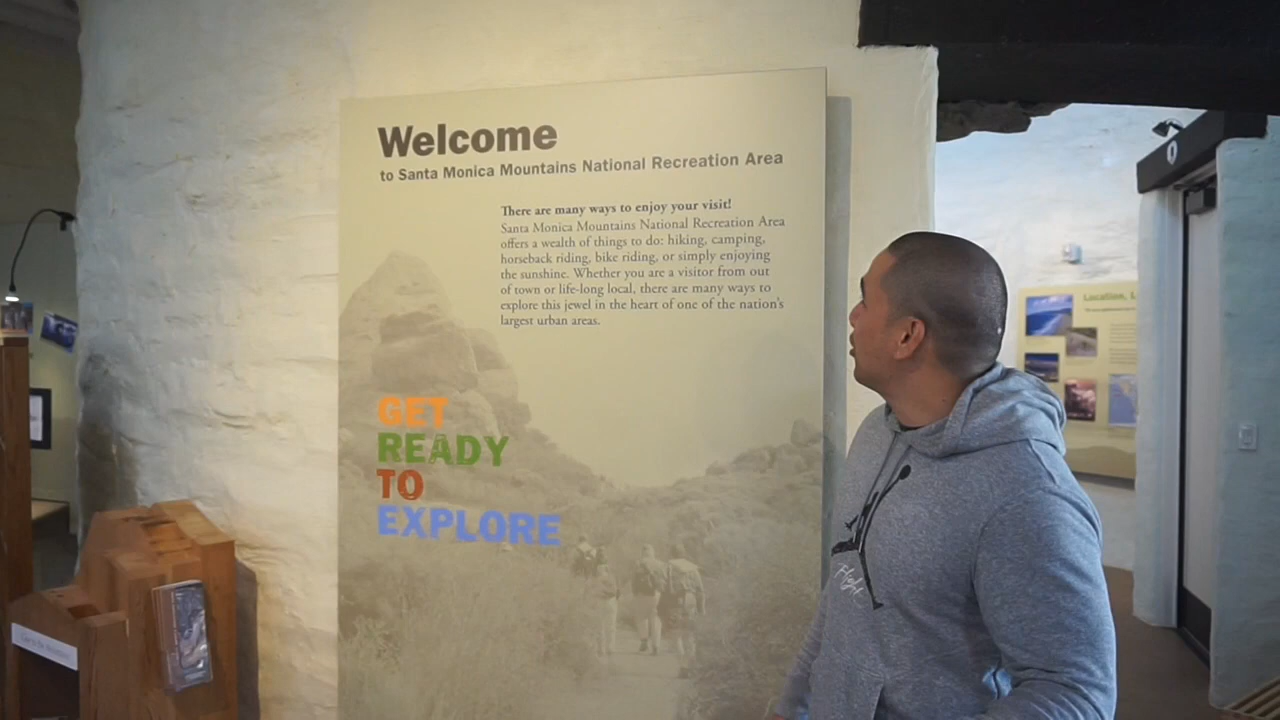 Welcome
to Santa Monica Mountains National Recreation Area
There are many ways to enjoy your visit!
Santa Monica Mountains National Recreation Area
offers a wealth of things to do: hiking, camping,
horseback riding, bike riding, or simply enjoying
the sunshine. Whether you are a visitor from out
of town or life-long local, there are many ways to
explore this jewel in the heart of one of the nation's
largest urban areas.
GET
READY
TO
EXPLORE
Flight
Location, L